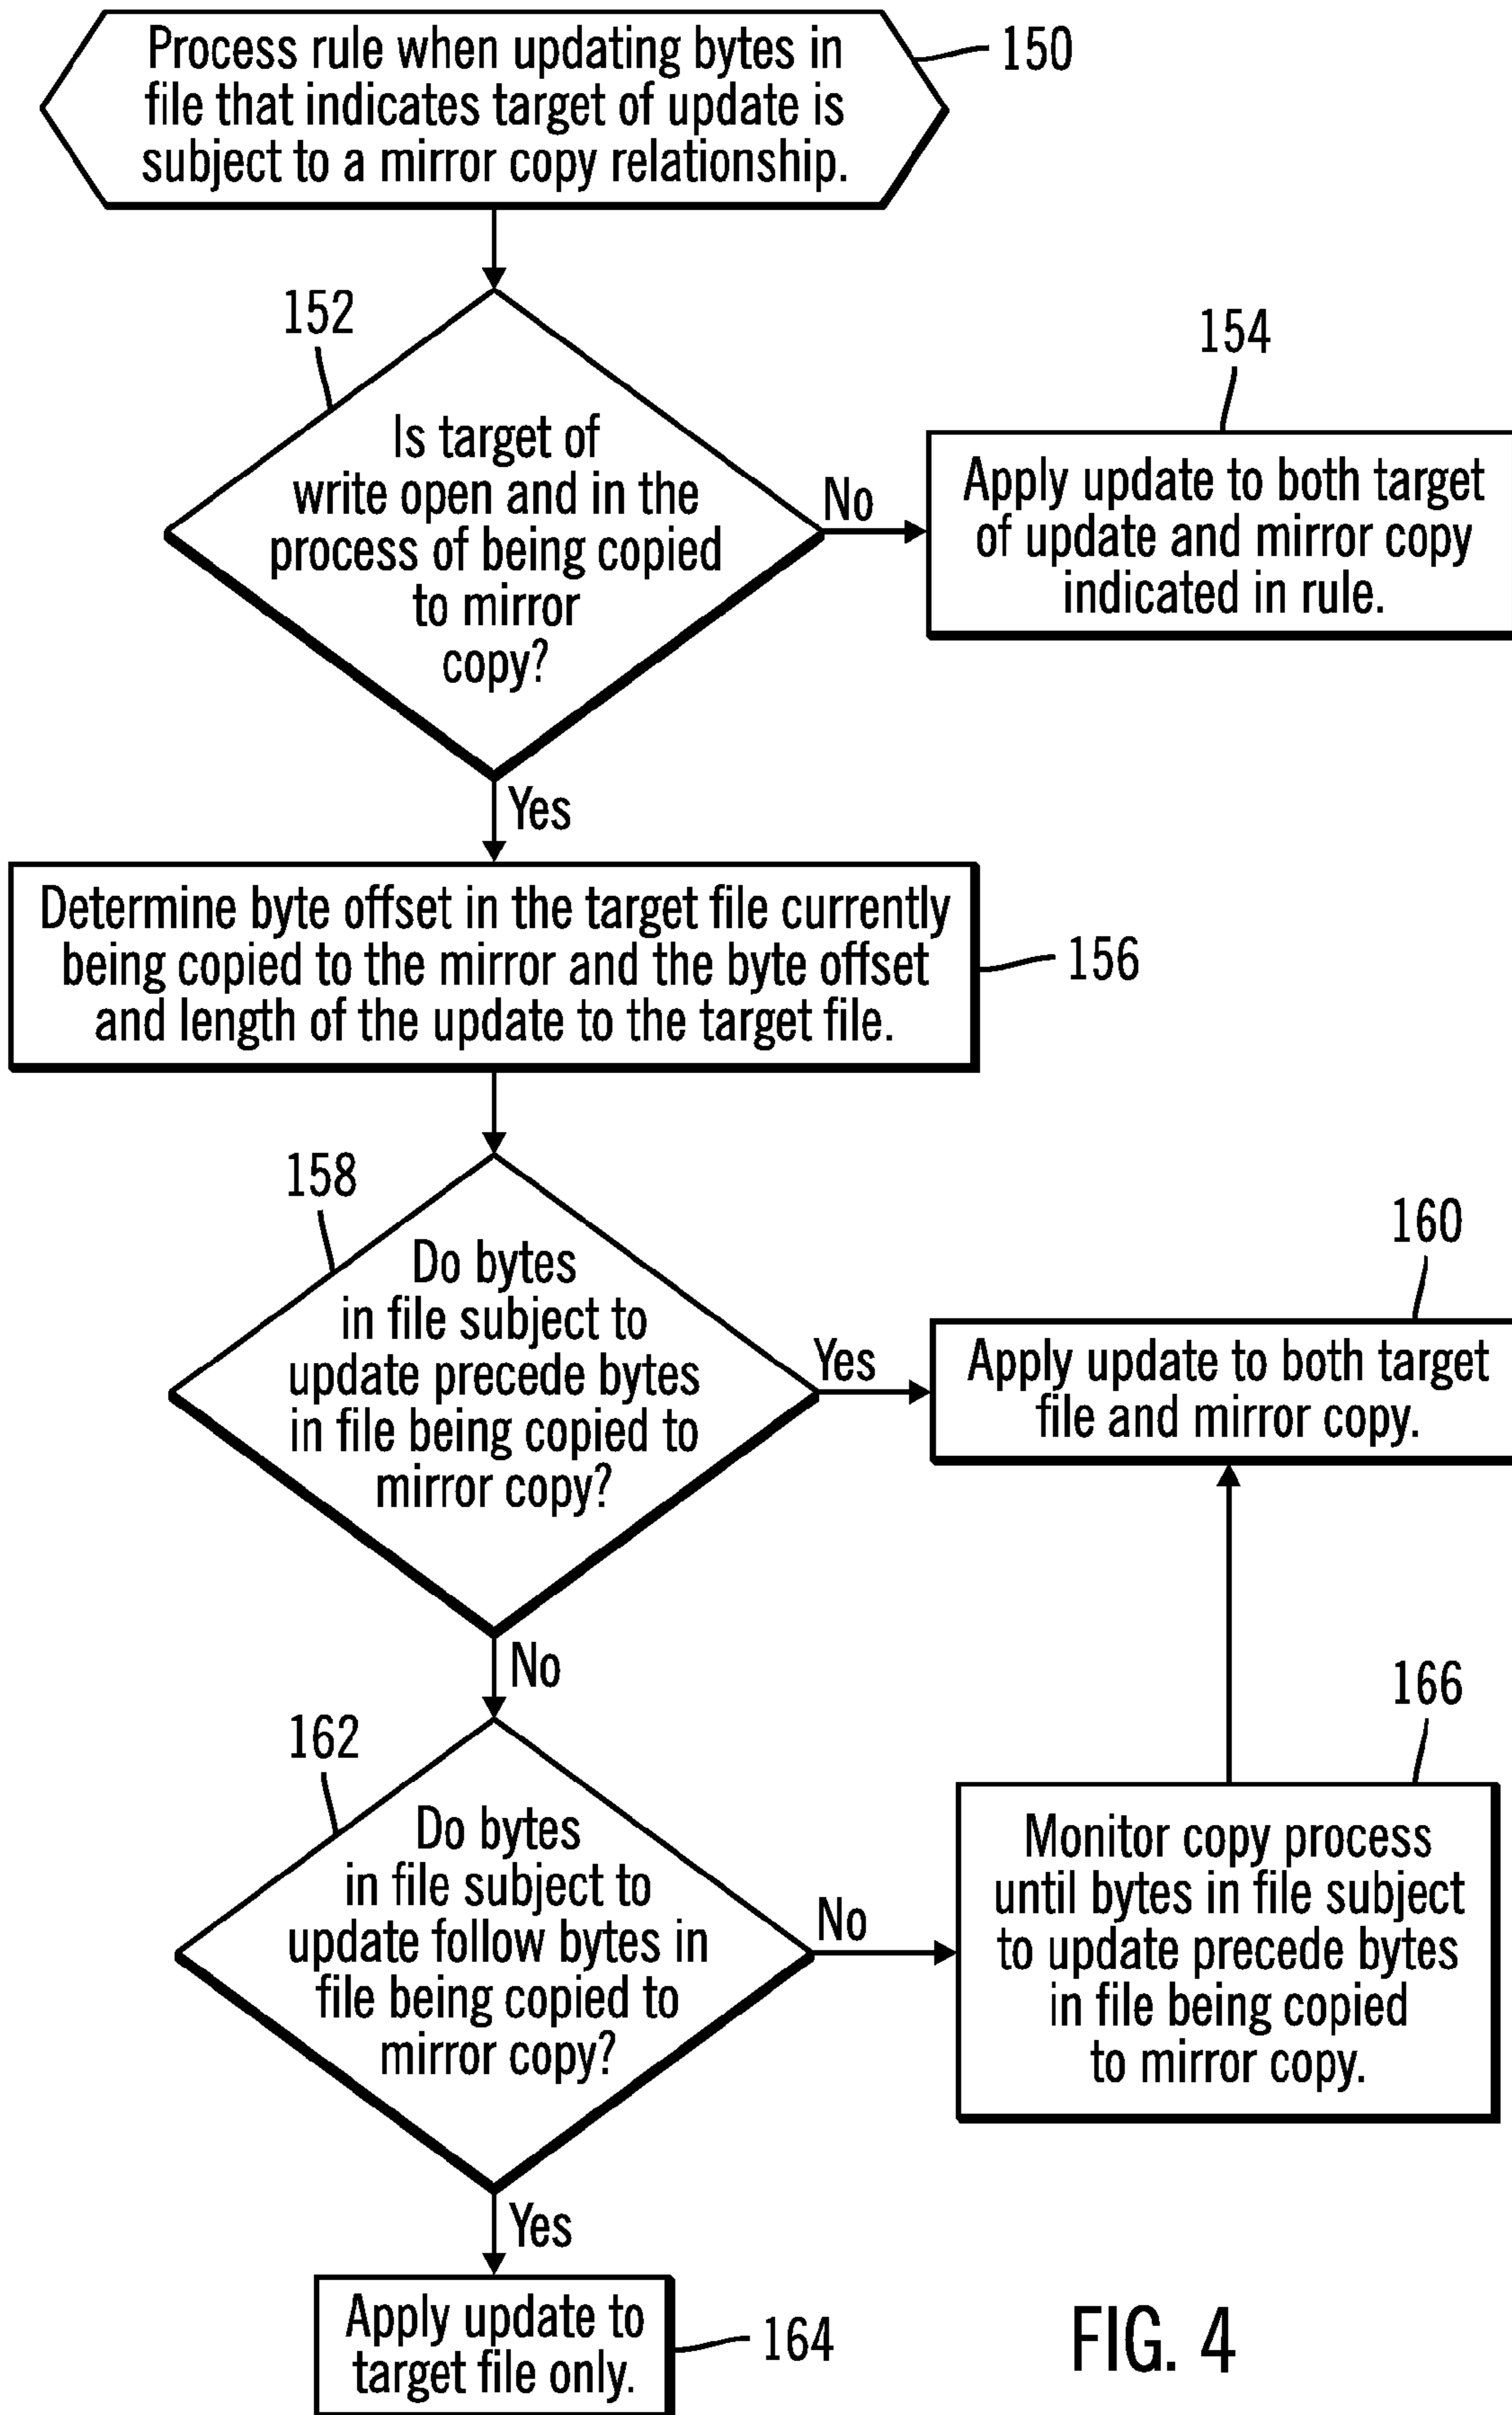 Process rule when updating bytes in
file that indicates target of update is
subject to a mirror copy relationship.
150
152
Is target of
write open and in the
process of being copied
to mirror
copy?
No
154
Apply update to both target
of update and mirror copy
indicated in rule.
Yes
Determine byte offset in the target file currently
being copied to the mirror and the byte offset
and length of the update to the target file.
156
158
Do bytes
in file subject to
update precede bytes
in file being copied to
mirror copy?
Yes
160
Apply update to both target
file and mirror copy.
No
162
Do bytes
in file subject to
update follow bytes in
file being copied to
mirror copy?
No
166
Monitor copy process
until bytes in file subject
to update precede bytes
in file being copied
to mirror copy.
Yes
Apply update to
target file only.
164
FIG. 4